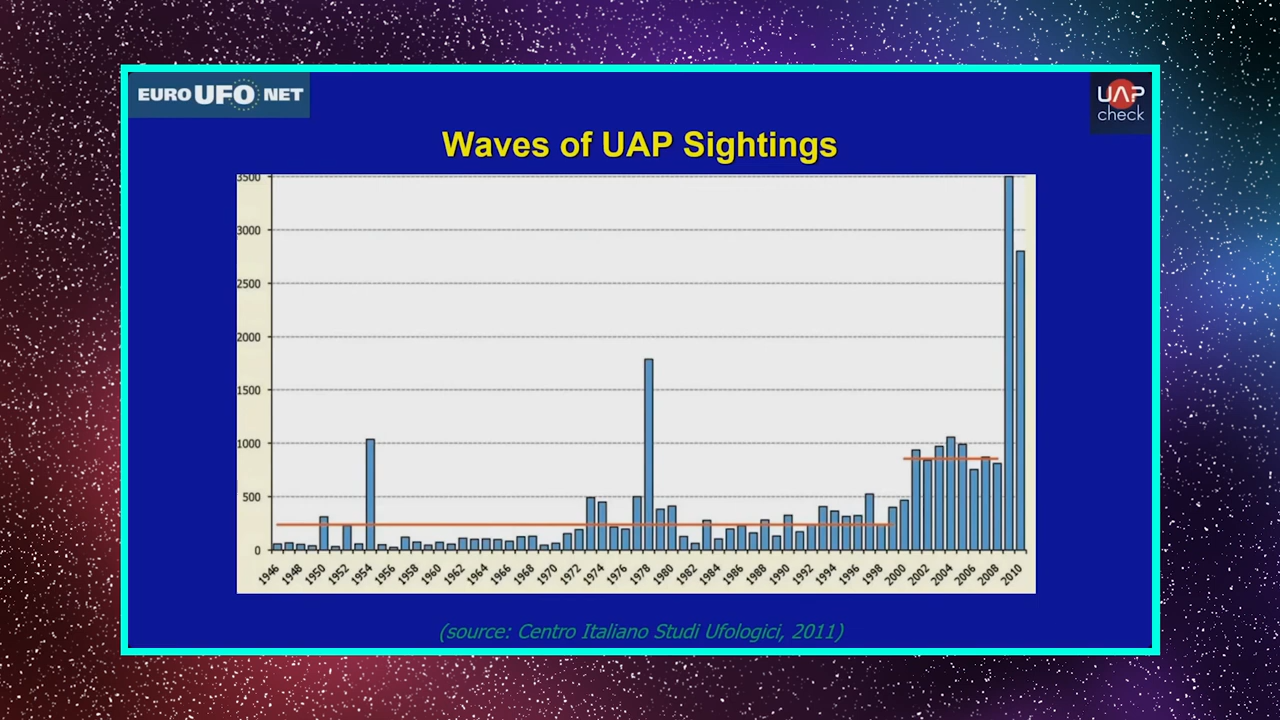 EURO UFO NET
UAP
check
Waves of UAP Sightings
3500
3000
2500
2000
1500
1000
500
0
1946 1948 1950 1952 1954 1956 1958 1960 1962 1964 1966 1968 1970 1972 1974 1976 1978 1980 1982 1984 1986 1988 1990 1992 1994 1996 1998 2000 2002 2004 2006 2008 2010
(source: Centro Italiano Studi Ufologici, 2011)